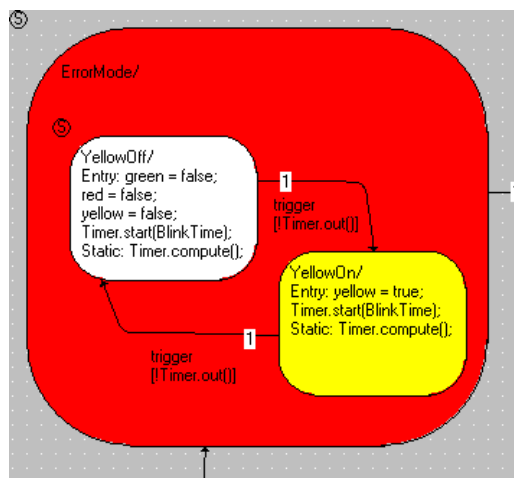 S
ErrorMode/
S
YellowOff/
Entry: green = false;
red = false;
yellow = false;
Timer.start(BlinkTime);
Static: Timer.compute();
1
trigger
[!Timer.out()]
YellowOn/
Entry: yellow = true;
Timer.start(BlinkTime);
Static: Timer.compute();
1
trigger
[!Timer.out()]